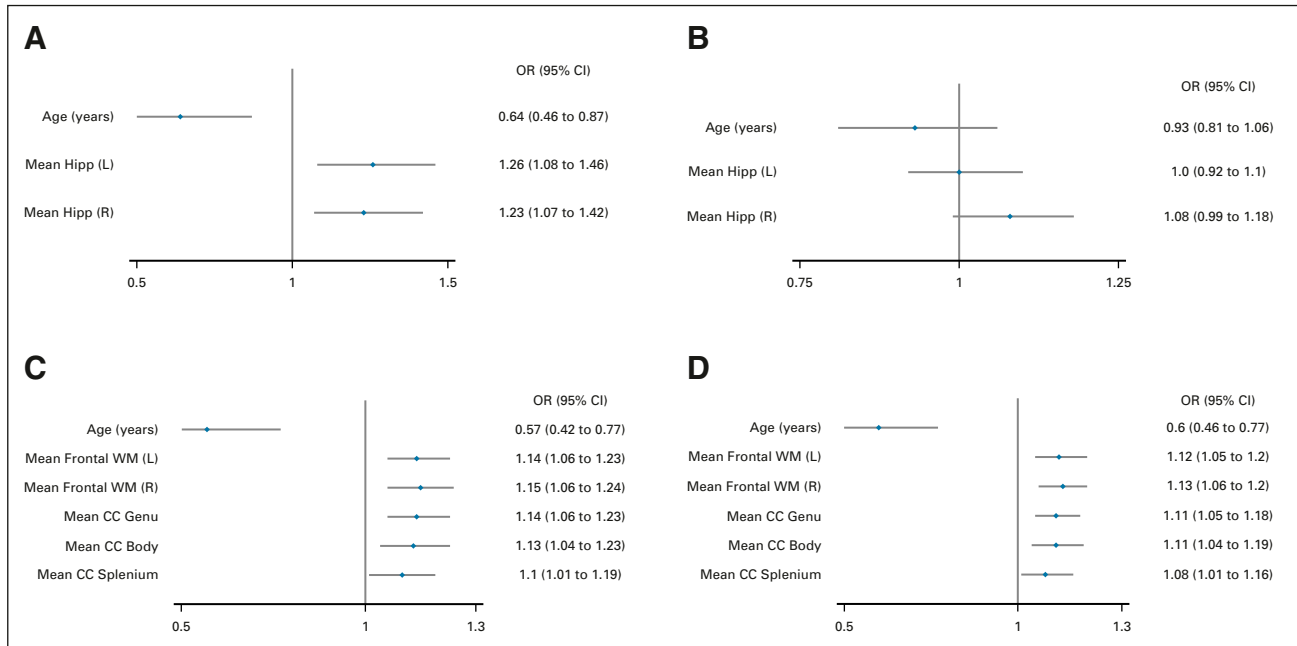 A
OR (95% CI)
Age (years) 0.64 (0.46 to 0.87)
Mean Hipp (L) 1.26 (1.08 to 1.46)
Mean Hipp (R) 1.23 (1.07 to 1.42)
0.5 1 1.5
B
OR (95% CI)
Age (years) 0.93 (0.81 to 1.06)
Mean Hipp (L) 1.0 (0.92 to 1.1)
Mean Hipp (R) 1.08 (0.99 to 1.18)
0.75 1 1.25
C
OR (95% CI)
Age (years) 0.57 (0.42 to 0.77)
Mean Frontal WM (L) 1.14 (1.06 to 1.23)
Mean Frontal WM (R) 1.15 (1.06 to 1.24)
Mean CC Genu 1.14 (1.06 to 1.23)
Mean CC Body 1.13 (1.04 to 1.23)
Mean CC Splenium 1.1 (1.01 to 1.19)
0.5 1 1.3
D
OR (95% CI)
Age (years) 0.6 (0.46 to 0.77)
Mean Frontal WM (L) 1.12 (1.05 to 1.2)
Mean Frontal WM (R) 1.13 (1.06 to 1.2)
Mean CC Genu 1.11 (1.05 to 1.18)
Mean CC Body 1.11 (1.04 to 1.19)
Mean CC Splenium 1.08 (1.01 to 1.16)
0.5 1 1.3